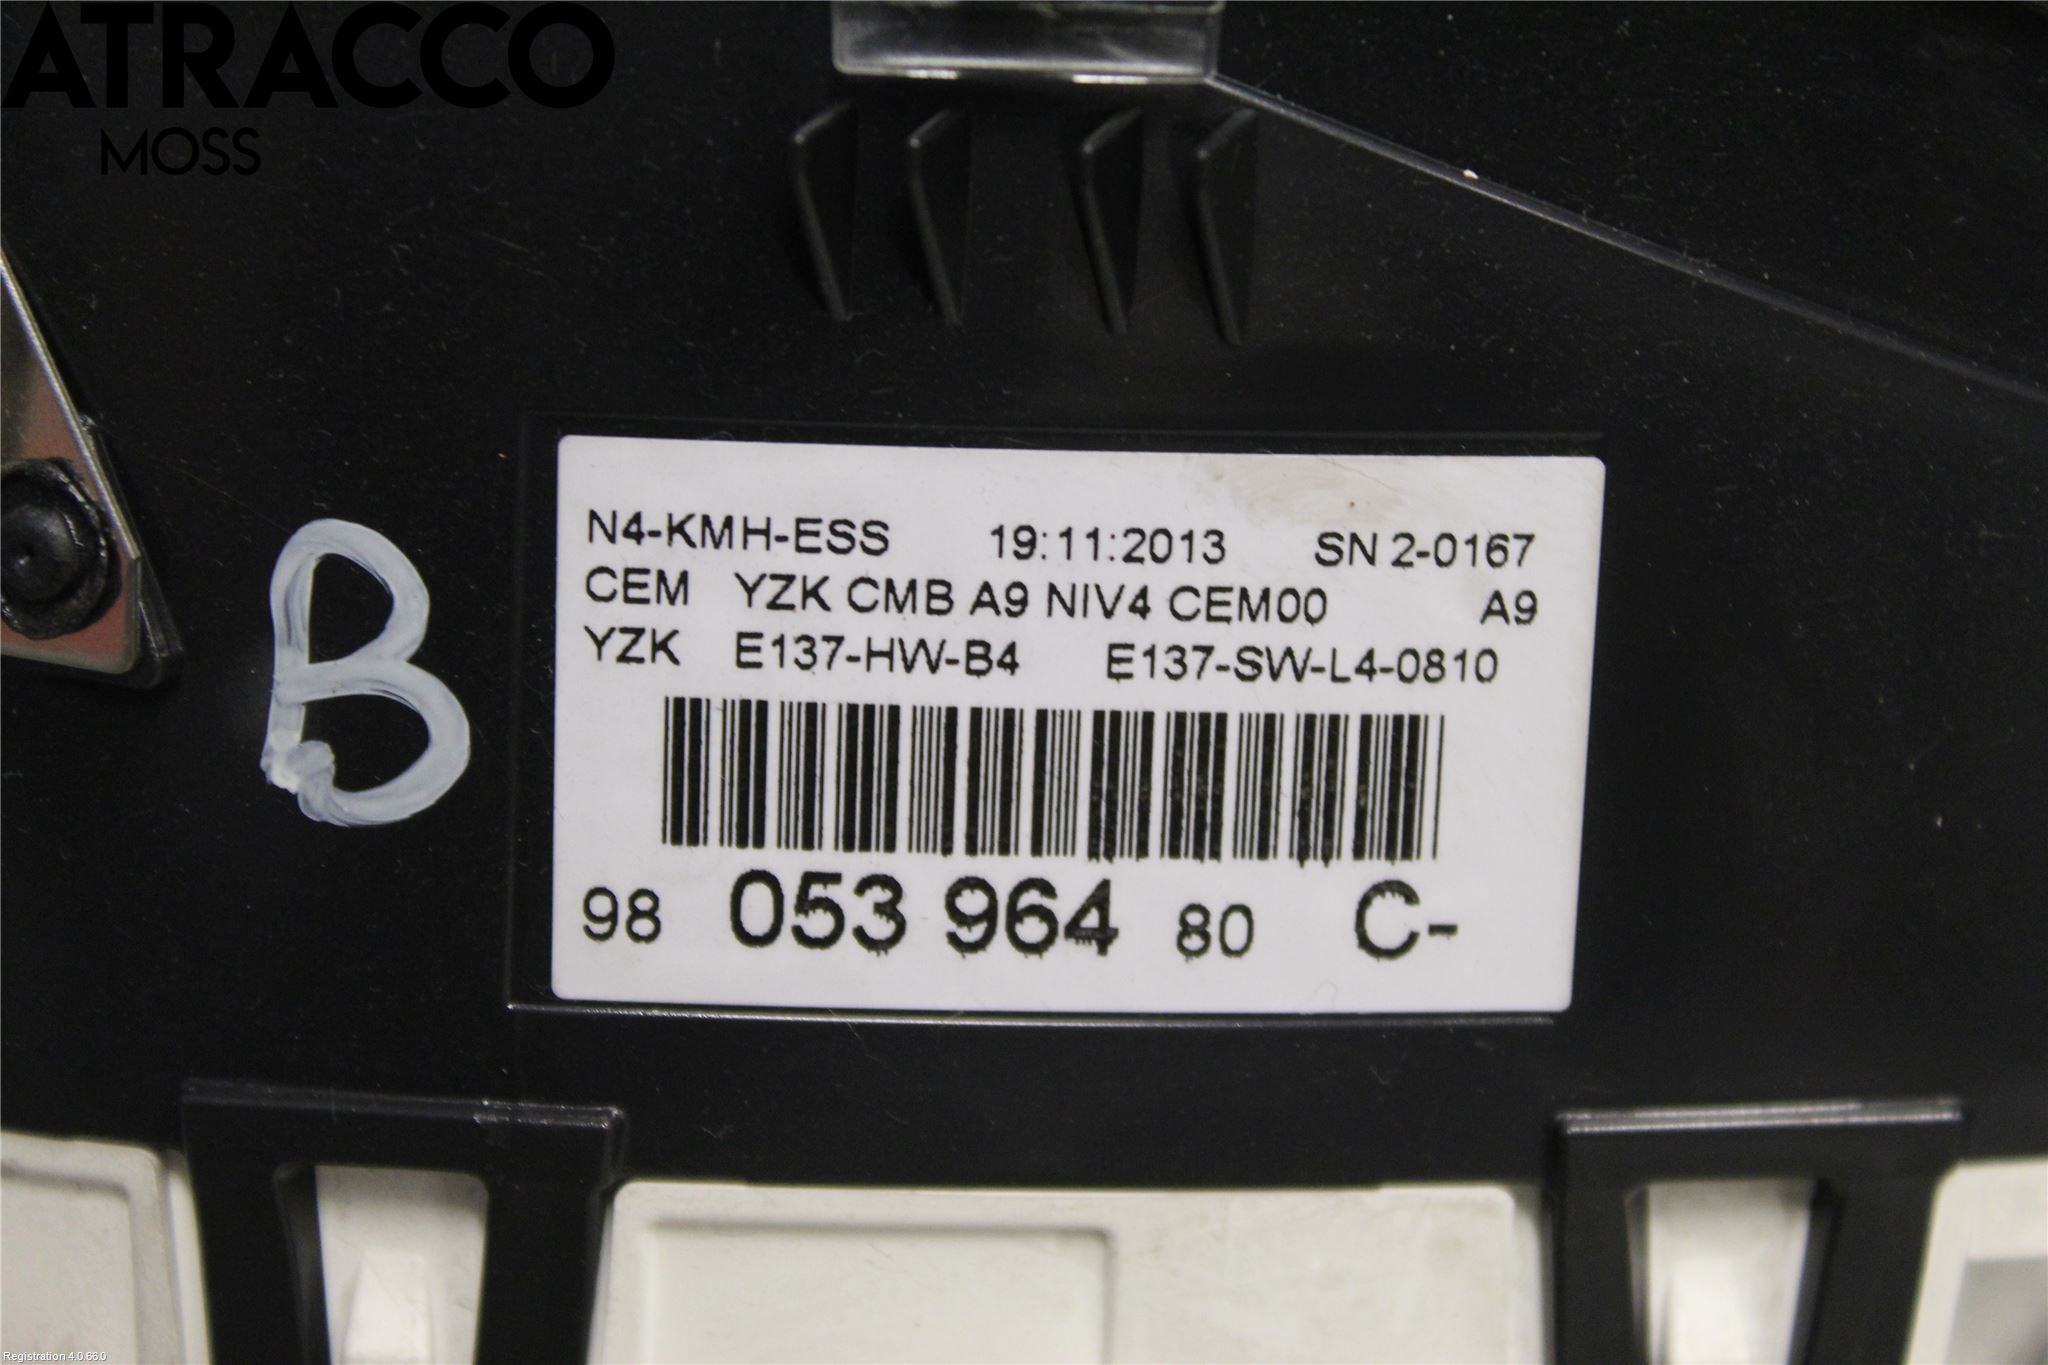 ATRACCO
MOSS
B
N4-KMH-ESS 19:11:2013 SN 2-0167
CEM YZK CMB A9 NIV4 CEM00 A9
YZK E137-HW-B4 E137-SW-L4-0810
98 053 964 80 C-
Registration 4.0.66.0